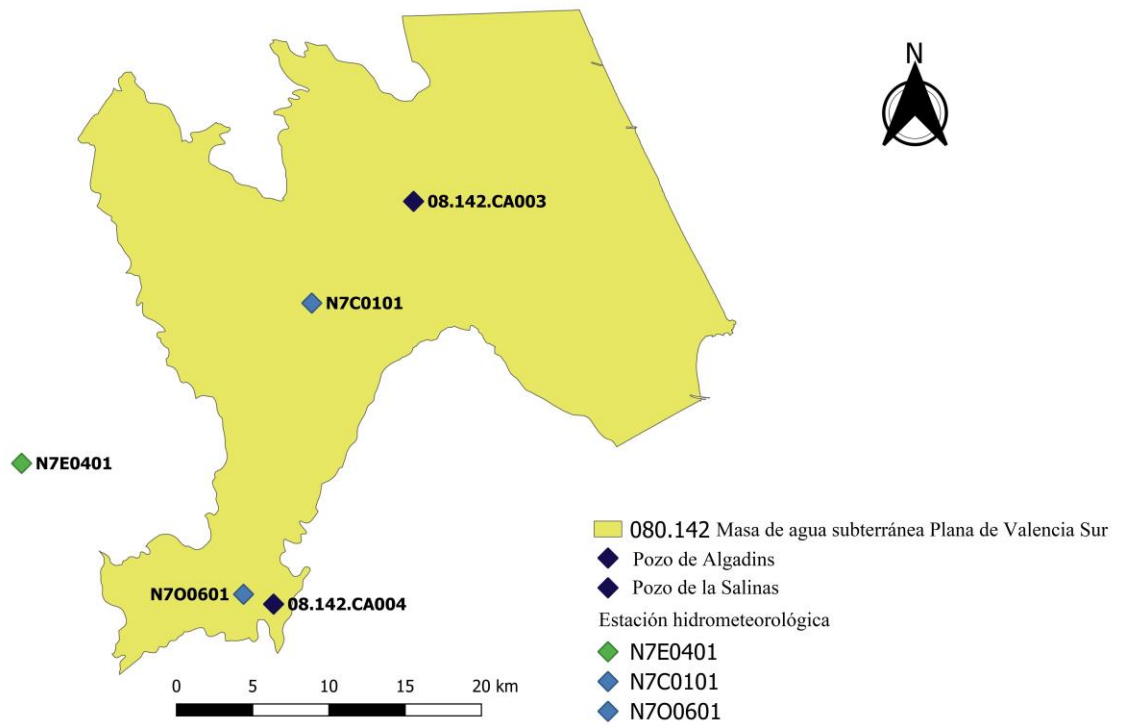 N
08.142.CA003
N7C0101
N7E0401
N7O0601
08.142.CA004
0 5 10 15 20 km
080.142 Masa de agua subterránea Plana de Valencia Sur
Pozo de Algadins
Pozo de la Salinas
Estación hidrometeorológica
N7E0401
N7C0101
N7O0601